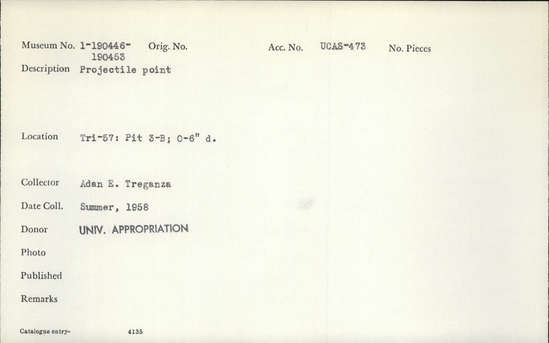 Museum No. 1-190446- Orig. No. Acc. No. UCAS-473 No. Pieces
190453
Description Projectile point
Location Tri-57: Pit 3-B; 0-6" d.
Collector Adan E. Treganza
Date Coll. Summer, 1958
Donor UNIV. APPROPRIATION
Photo
Published
Remarks
Catalogue entry- 4135